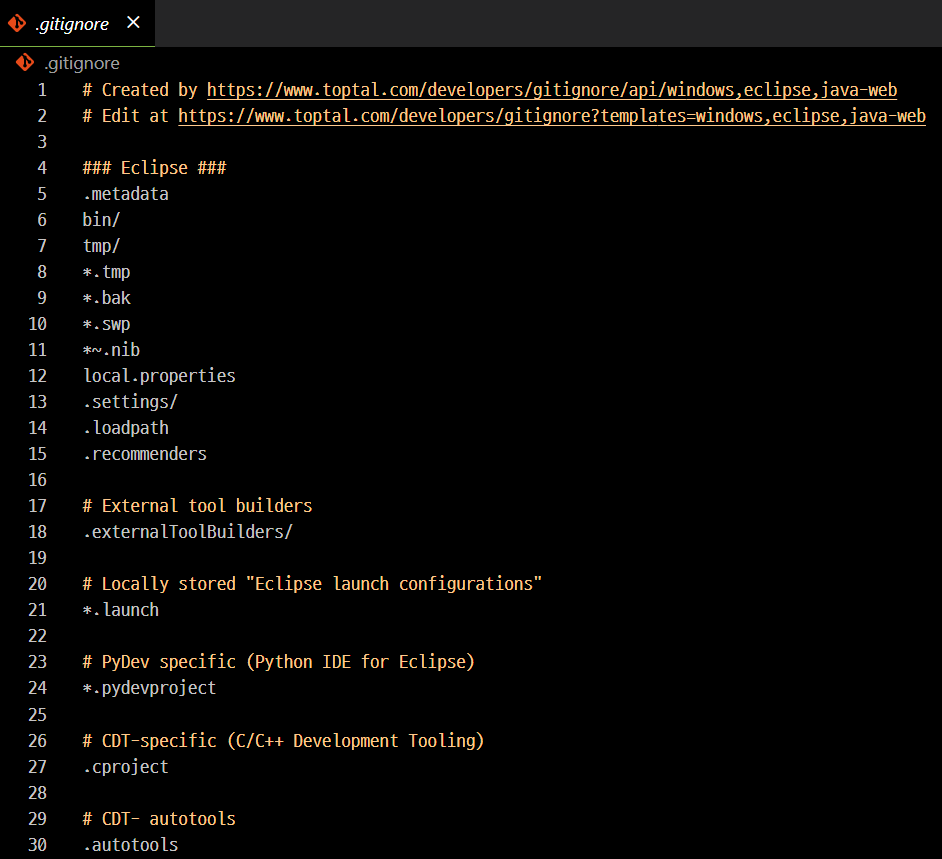 .gitignore ×
.gitignore
1 # Created by https://www.toptal.com/developers/gitignore/api/windows,eclipse,java-web
2 # Edit at https://www.toptal.com/developers/gitignore?templates=windows,eclipse,java-web
3
4 ### Eclipse ###
5 .metadata
6 bin/
7 tmp/
8 *.tmp
9 *.bak
10 *.swp
11 *~.nib
12 local.properties
13 .settings/
14 .loadpath
15 .recommenders
16
17 # External tool builders
18 .externalToolBuilders/
19
20 # Locally stored "Eclipse launch configurations"
21 *.launch
22
23 # PyDev specific (Python IDE for Eclipse)
24 *.pydevproject
25
26 # CDT-specific (C/C++ Development Tooling)
27 .cproject
28
29 # CDT- autotools
30 .autotools